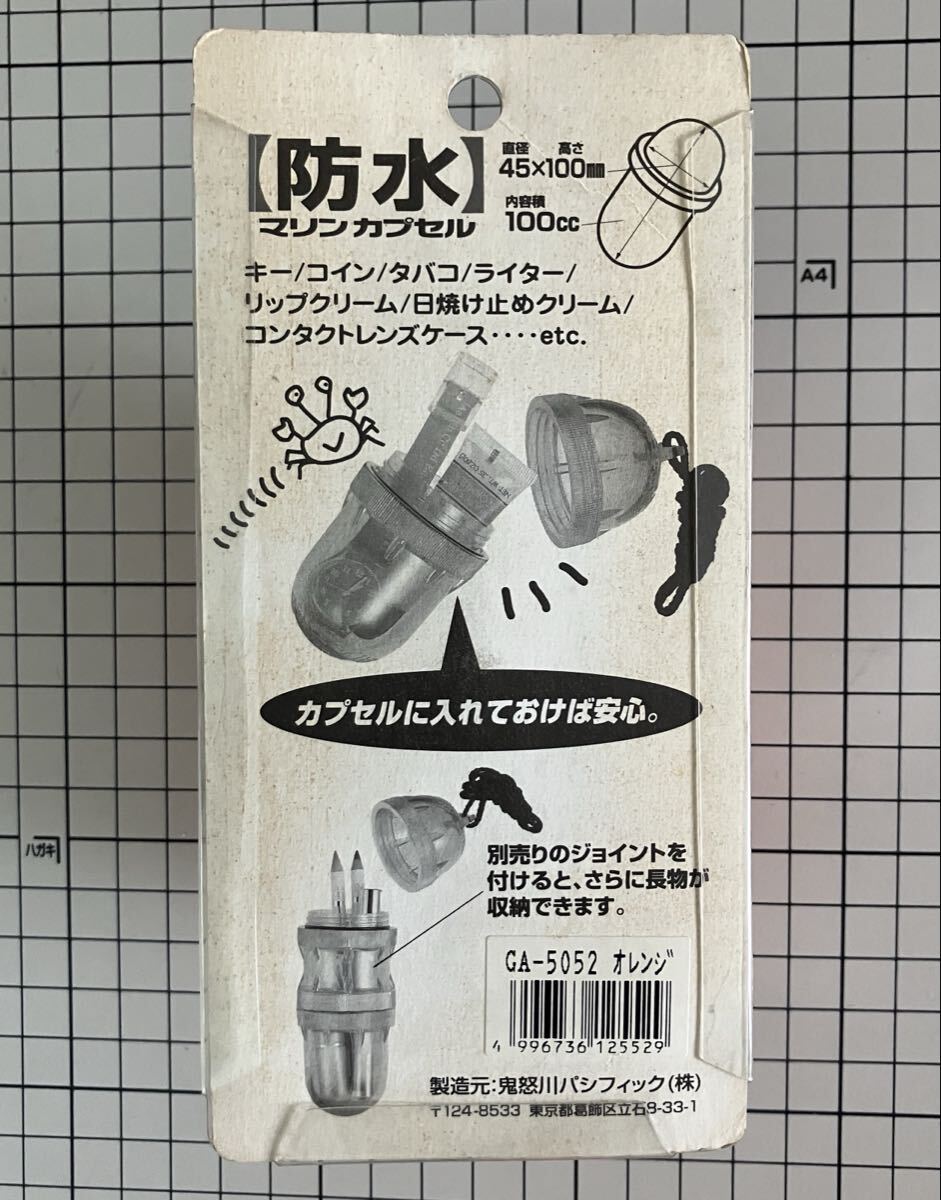 【防水】
マリンカプセル
直径 高さ
45×100㎜
内容積
100cc
キー/コイン/タバコ/ライター/
リップクリーム/日焼け止めクリーム/
コンタクトレンズケース‥‥etc.
カプセルに入れておけば安心。
別売りのジョイントを
付けると、さらに長物が
収納できます。
GA-5052 オレンジ
4 996736 125529
製造元:鬼怒川パシフィック(株)
〒124-8533 東京都葛飾区立石8-33-1
A4
ハガキ